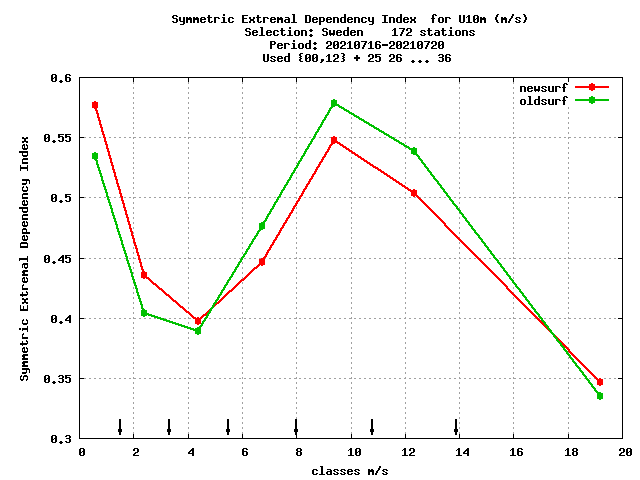 Symmetric Extremal Dependency Index  for U10m (m/s)
Selection: Sweden    172 stations
Period: 20210716-20210720
Used {00,12} + 25 26 ... 36
newsurf
oldsurf
Symmetric Extremal Dependency Index
0.6
0.55
0.5
0.45
0.4
0.35
0.3
0 2 4 6 8 10 12 14 16 18 20
classes m/s